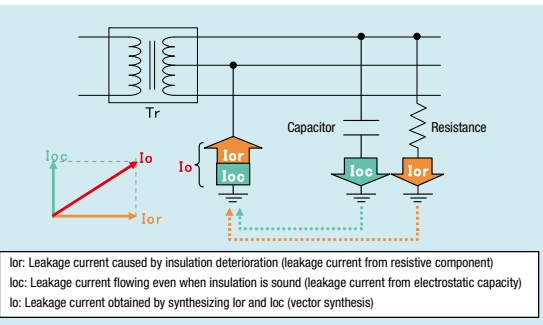 Tr
Capacitor
Resistance
Ior
Ioc
Io
Ioc
Ior
Ioc
Io
Ior
Ior: Leakage current caused by insulation deterioration (leakage current from resistive component)
Ioc: Leakage current flowing even when insulation is sound (leakage current from electrostatic capacity)
Io: Leakage current obtained by synthesizing Ior and Ioc (vector synthesis)